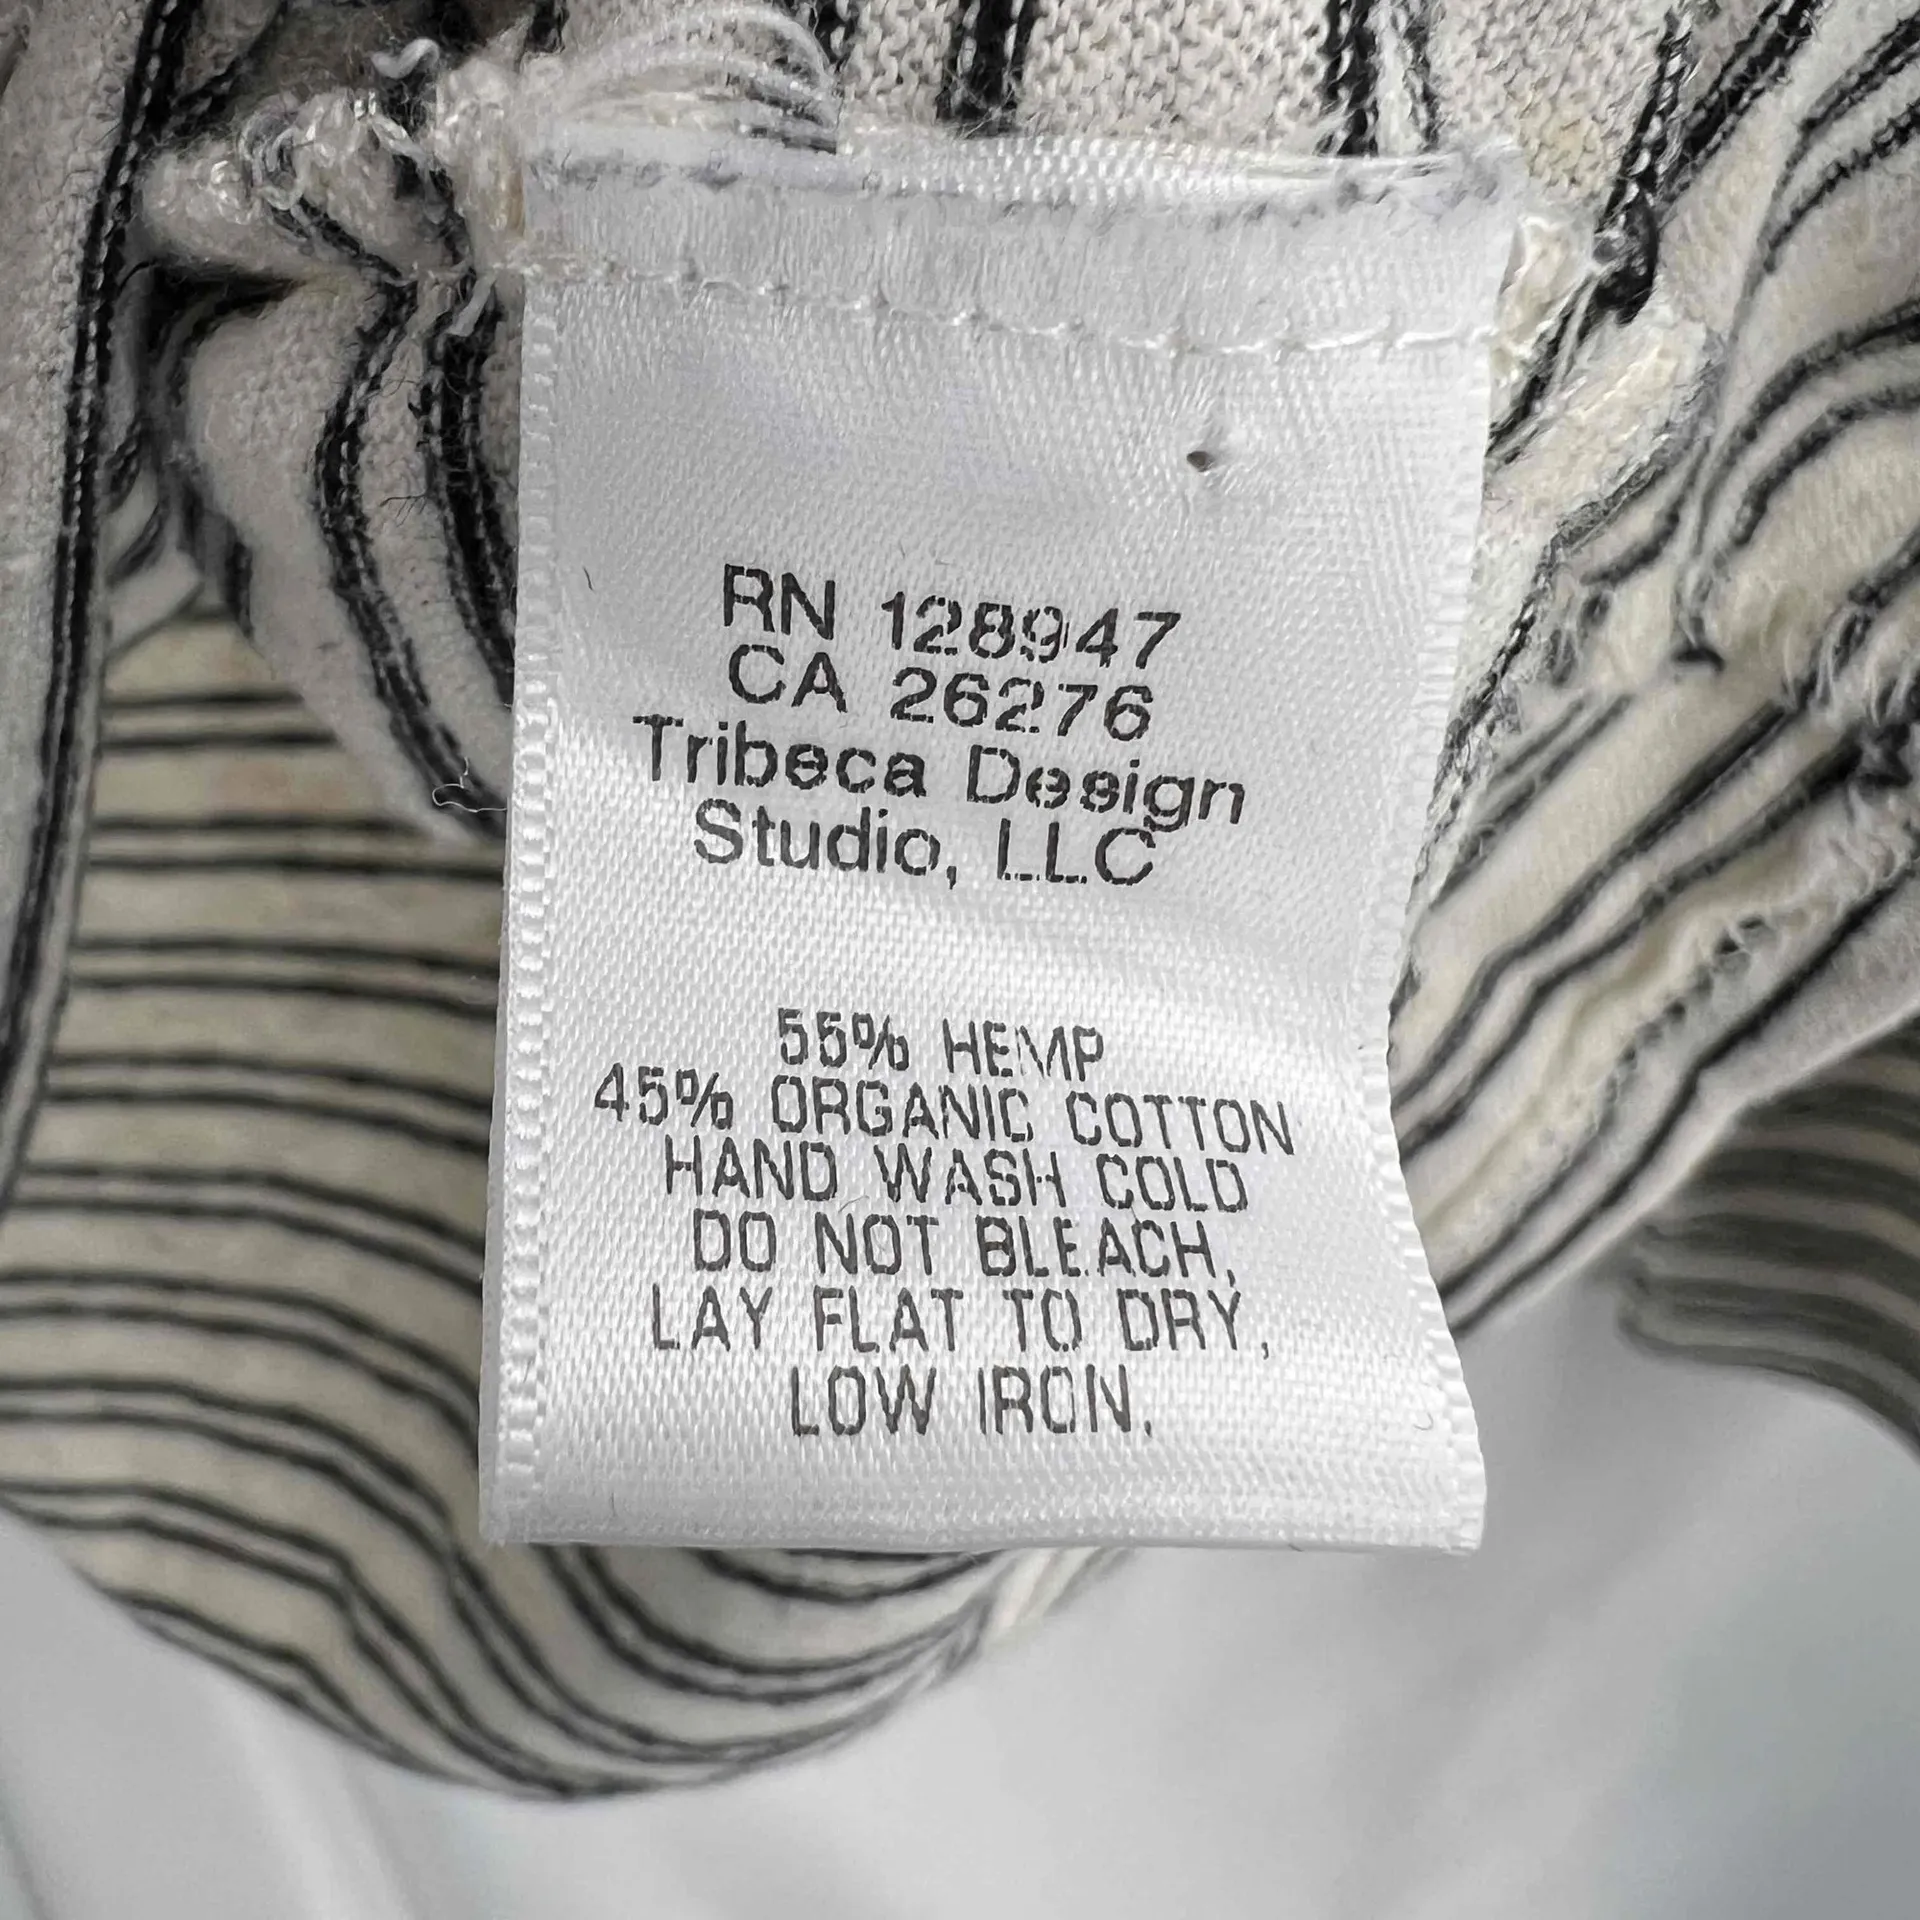 RN 128947
CA 26276
Tribeca Design
Studio, LLC
55% HEMP
45% ORGANIC COTTON
HAND WASH COLD
DO NOT BLEACH,
LAY FLAT TO DRY,
LOW IRON.